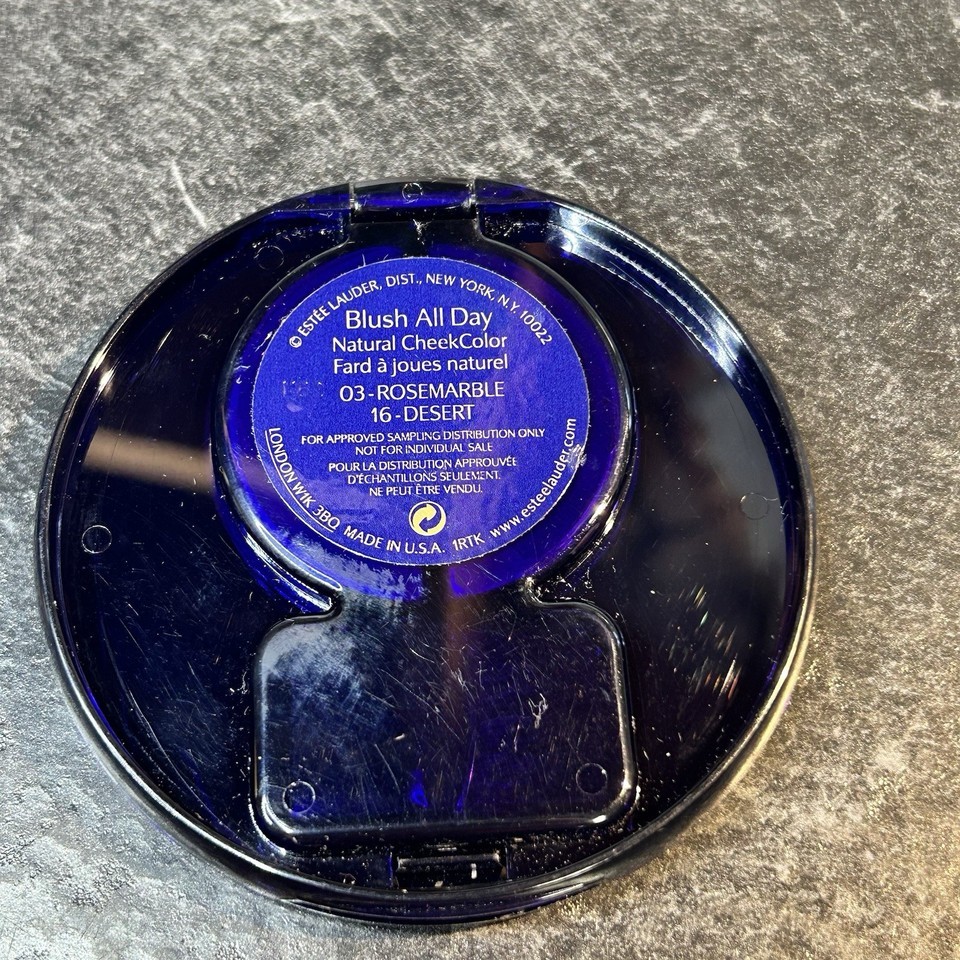 © ESTÉE LAUDER, DIST., NEW YORK, N.Y. 10022
Blush All Day
Natural CheekColor
Fard à joues naturel
03-ROSEMARBLE
16-DESERT
FOR APPROVED SAMPLING DISTRIBUTION ONLY
NOT FOR INDIVIDUAL SALE
POUR LA DISTRIBUTION APPROUVÉE
D'ÉCHANTILLONS SEULEMENT.
NE PEUT ÊTRE VENDU.
LONDON W1K 3BQ MADE IN U.S.A. 1RTK www.esteelauder.com